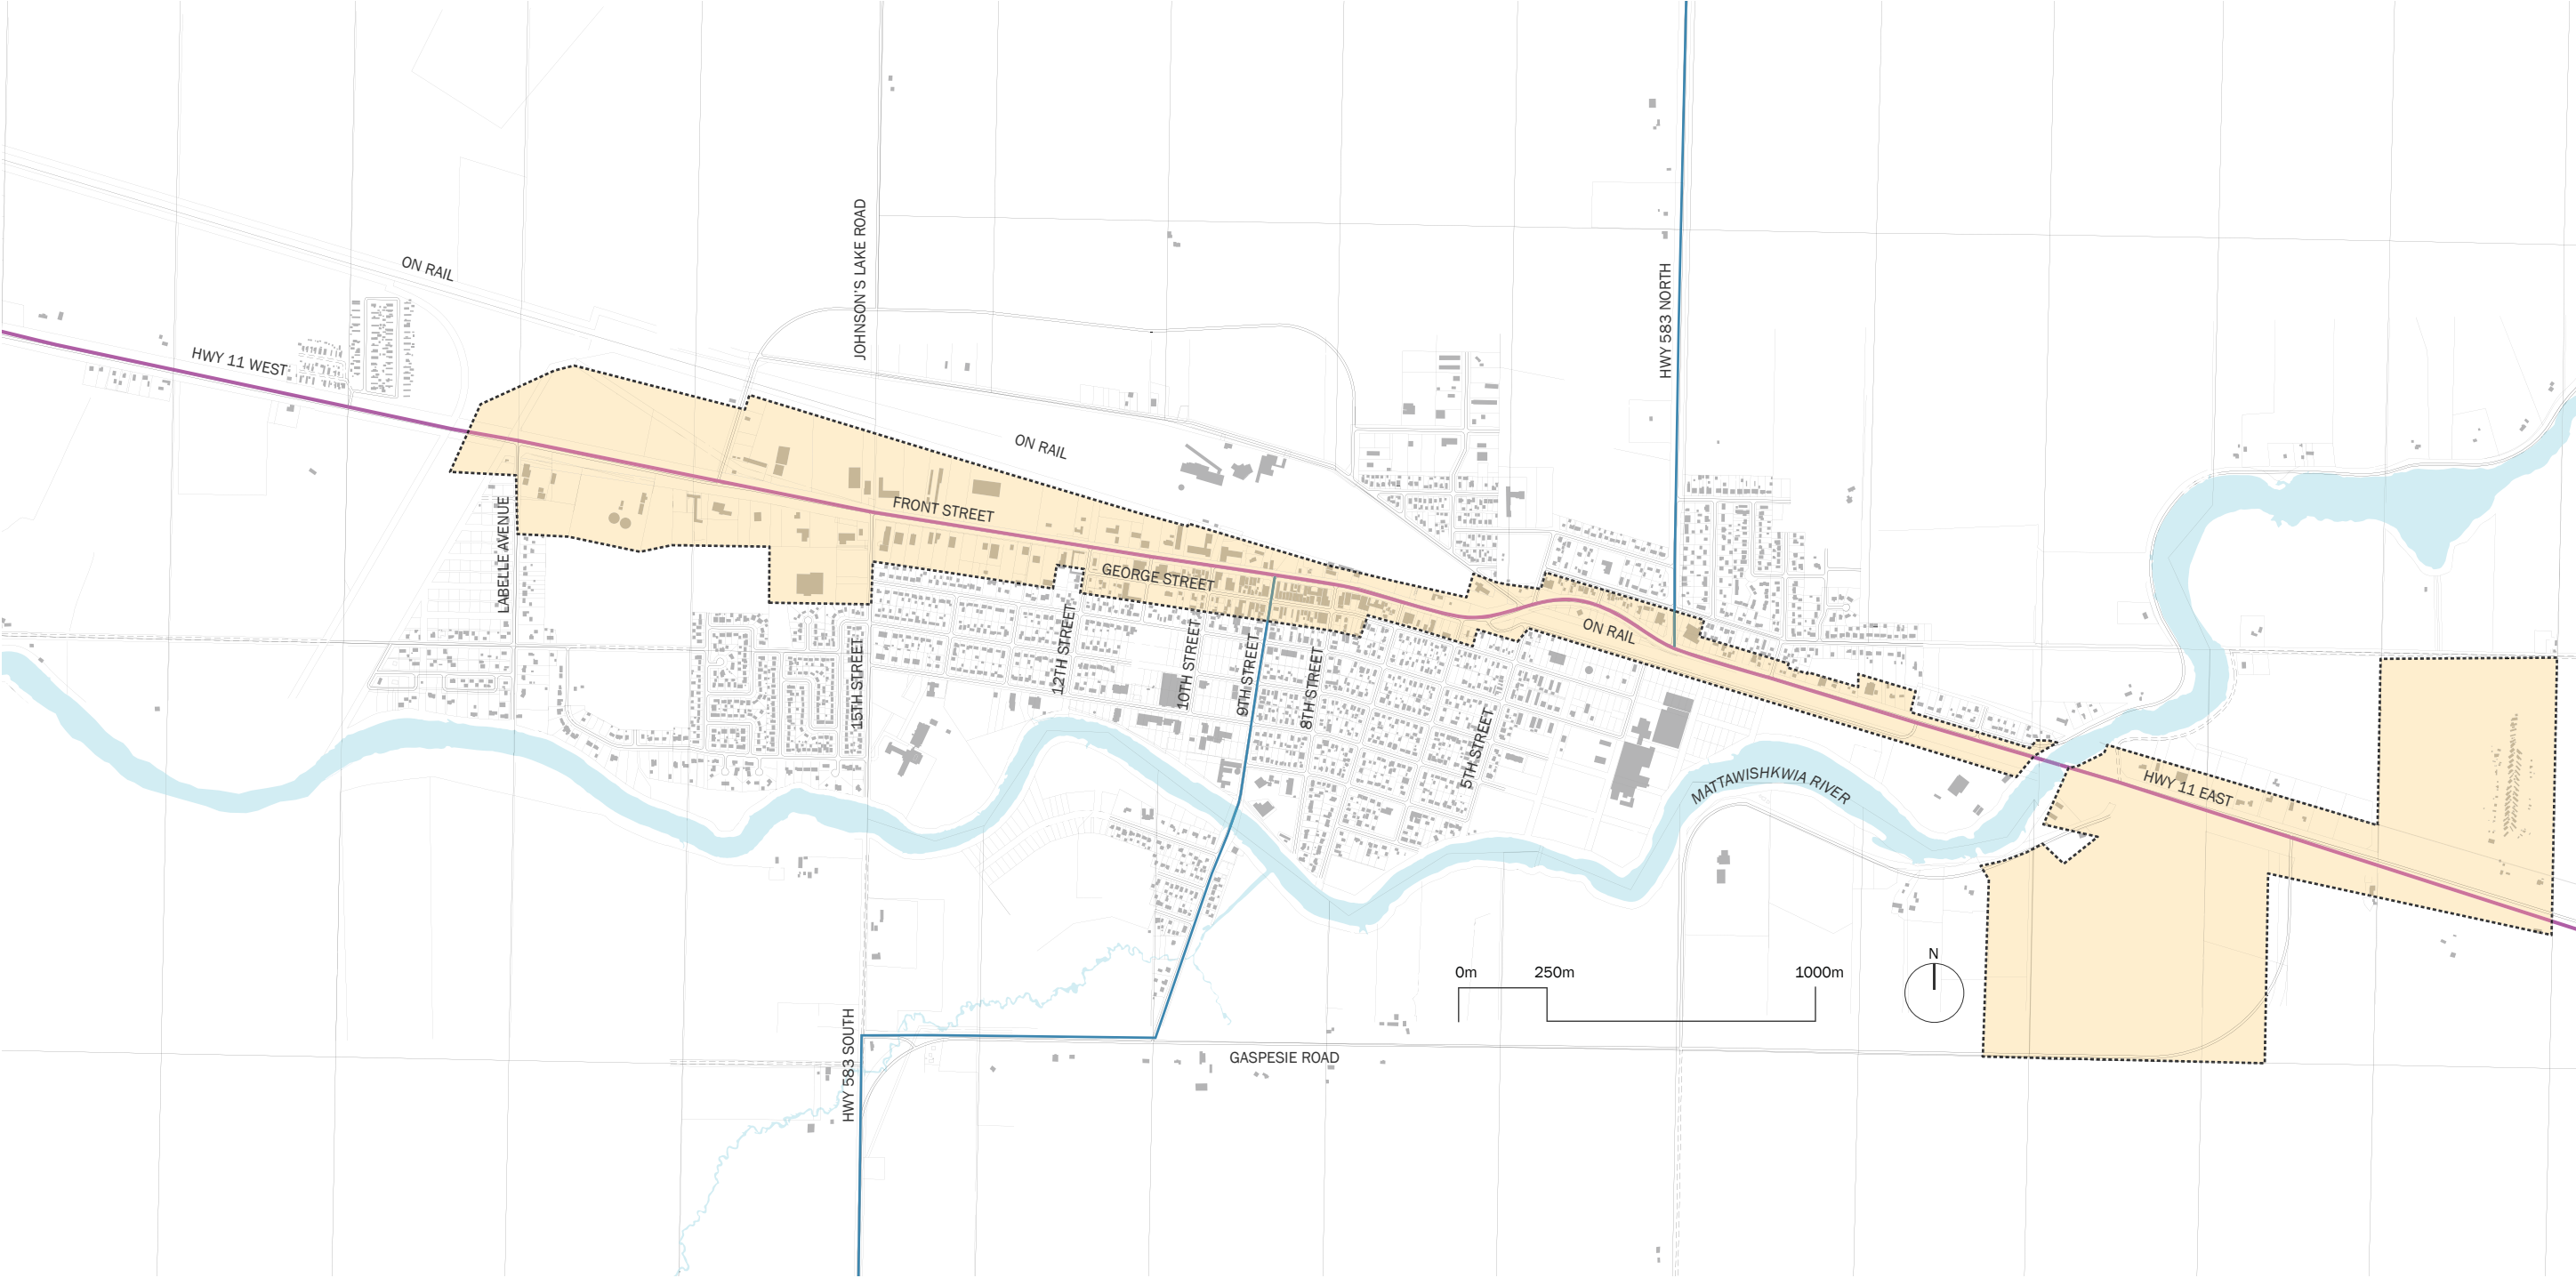 ON RAIL
HWY 11 WEST
JOHNSON'S LAKE ROAD
HWY 583 NORTH
ON RAIL
FRONT STREET
LABELLE AVENUE
GEORGE STREET
ON RAIL
15TH STREET
12TH STREET
10TH STREET
9TH STREET
8TH STREET
5TH STREET
MATTAWISHKWIA RIVER
HWY 11 EAST
0m 250m 1000m
N
HWY 583 SOUTH
GASPESIE ROAD